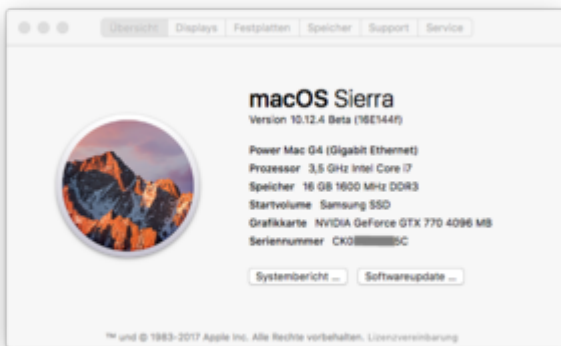 Übersicht Displays Festplatten Speicher Support Service
macOS Sierra
Version 10.12.4 Beta (16E144f)
Power Mac G4 (Gigabit Ethernet)
Prozessor 3,5 GHz Intel Core i7
Speicher 16 GB 1600 MHz DDR3
Startvolume Samsung SSD
Grafikkarte NVIDIA GeForce GTX 770 4096 MB
Seriennummer CK0 5C
Systembericht ... Softwareupdate ...
™ und © 1983-2017 Apple Inc. Alle Rechte vorbehalten. Lizenzvereinbarung